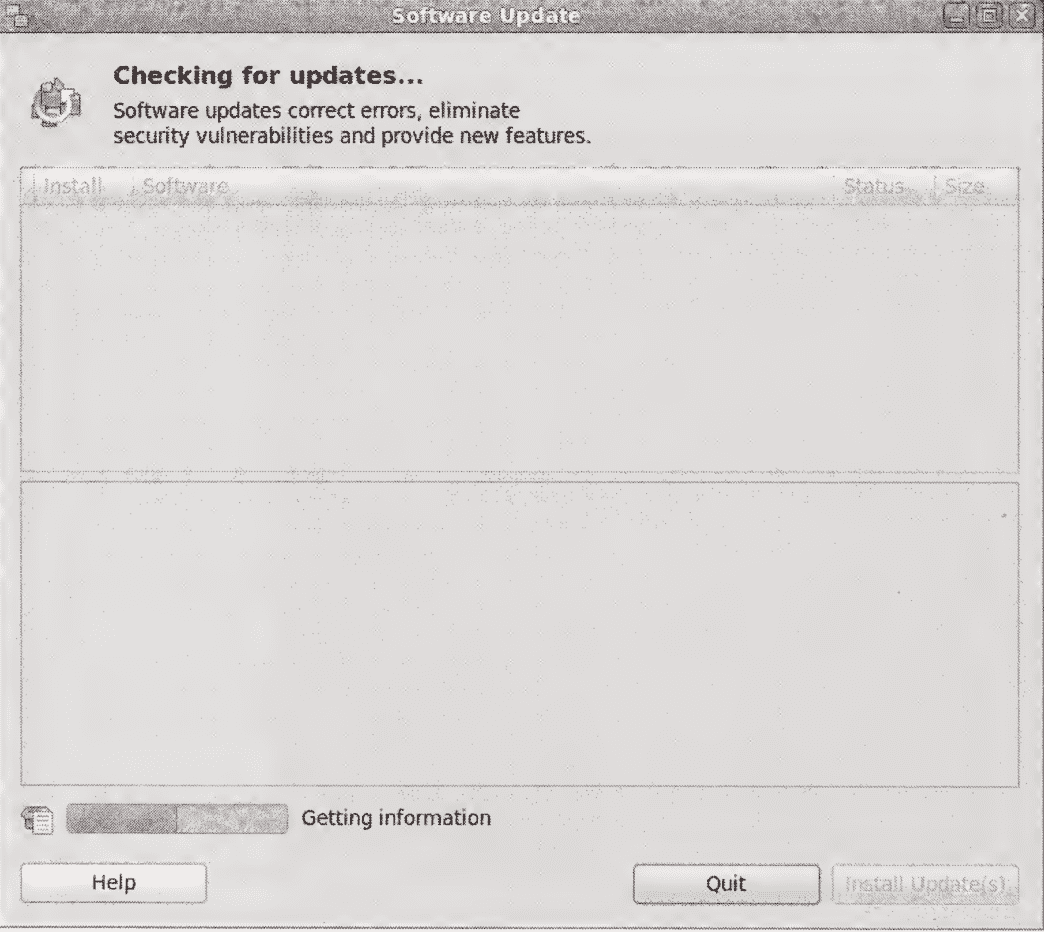 Software Update
Checking for updates...
Software updates correct errors, eliminate
security vulnerabilities and provide new features.
Install Software Status Size
Getting information
Help Quit Install Update(s)